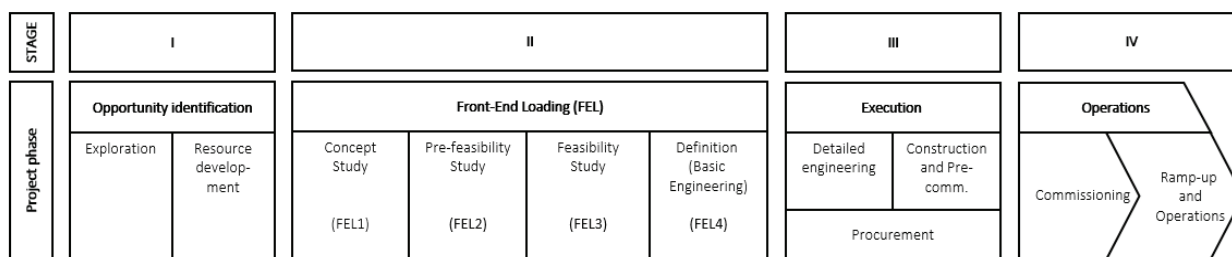 STAGE
I
II
III
IV
Project phase
Opportunity identification
Exploration
Resource
develop-
ment
Front-End Loading (FEL)
Concept
Study
(FEL1)
Pre-feasibility
Study
(FEL2)
Feasibility
Study
(FEL3)
Definition
(Basic
Engineering)
(FEL4)
Execution
Detailed
engineering
Construction
and Pre-
comm.
Procurement
Operations
Commissioning
Ramp-up
and
Operations